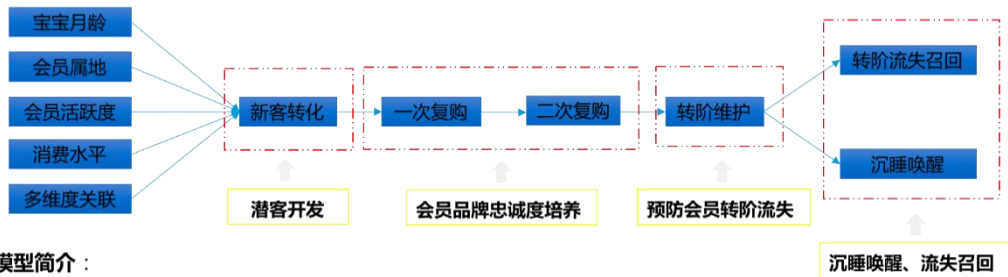 宝宝月龄
会员属地
会员活跃度
消费水平
多维度关联
新客转化
一次复购
二次复购
转阶维护
转阶流失召回
沉睡唤醒
潜客开发
会员品牌忠诚度培养
预防会员转阶流失
沉睡唤醒、流失召回
模型简介：